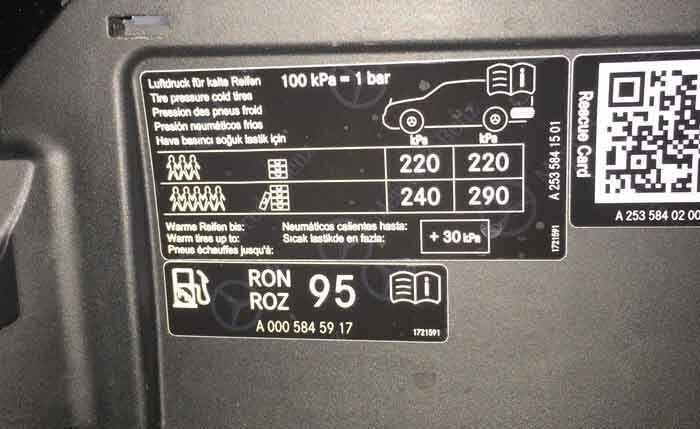 Luftdruck für kalte Reifen 100 kPa = 1 bar
Tire pressure cold tires
Pression des pneus froid
Presión neumáticos frios
Hava basıncı soğuk lastik için
kPa kPa
220 220
240 290
Warme Reifen bis: Neumáticos calientes hasta:
Warm tires up to: Sıcak lastikde en fazla:
Pneus échauffes jusqu'à:
+ 30 kPa
A 253 584 15 01
1721591
Rescue Card
A 253 584 02 00
RON
ROZ 95
A 000 584 59 17
1721591